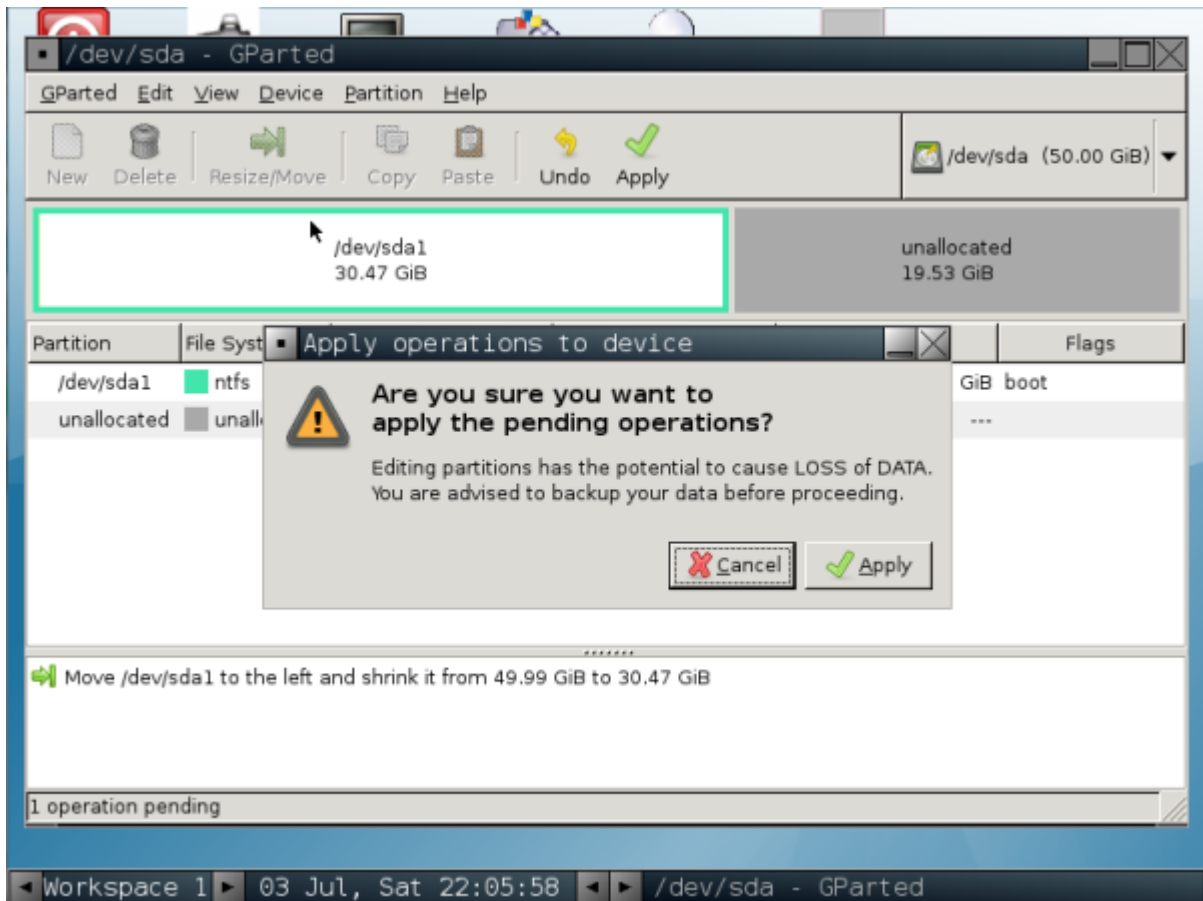 /dev/sda - GParted
GParted Edit View Device Partition Help
New Delete Resize/Move Copy Paste Undo Apply /dev/sda (50.00 GiB)
/dev/sda1
30.47 GiB
unallocated
19.53 GiB
Partition File Syst Flags
/dev/sda1 ntfs GiB boot
unallocated unall ---
Apply operations to device
Are you sure you want to
apply the pending operations?
Editing partitions has the potential to cause LOSS of DATA.
You are advised to backup your data before proceeding.
Cancel Apply
Move /dev/sda1 to the left and shrink it from 49.99 GiB to 30.47 GiB
1 operation pending
Workspace 1 03 Jul, Sat 22:05:58 /dev/sda - GParted